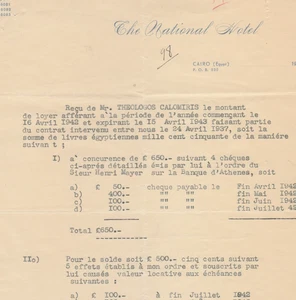 The National Hotel
CAIRO (Egypt)
98
Reçu de Mr. THEOLOGOS CALOMIRIS le montant
de loyer afférant à la période de l'année commençant le
16 Avril 1942 et expirant le 15 Avril 1943 faisant partie
du contrat intervenu entre nous le 24 Avril 1937, soit la
somme de livres égyptiennes mille cent cinquante de la manière
suivant :
I) à concurence de £ 650.- suivant 4 chèques
ci-après détaillés émis par lui à l'ordre du
Sieur Henri Mayer sur la Banque d'Athènes, soit
a) £ 50.-- cheque payable le Fin Avril 1942
b) £ 400.-- " " fin Mai 1942
c) £ 100.-- " " fin Juin 1942
d) £ 100.-- " " fin Juillet 42
Total £650.--
IIo) Pour le solde soit £ 500.- cinq cents suivant
5 effets établis à mon ordre et souscrits par
lui causés valeur locative aux échéances
suivantes :
a) £ 100 à fin Juillet 1942